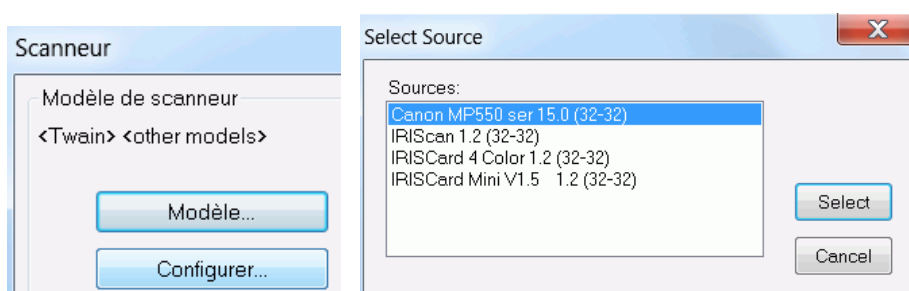 Scanneur
Modèle de scanneur
<Twain> <other models>
Modèle...
Configurer...
Select Source
Sources:
Canon MP550 ser 15.0 (32-32)
IRIScan 1.2 (32-32)
IRISCard 4 Color 1.2 (32-32)
IRISCard Mini V1.5 1.2 (32-32)
Select
Cancel